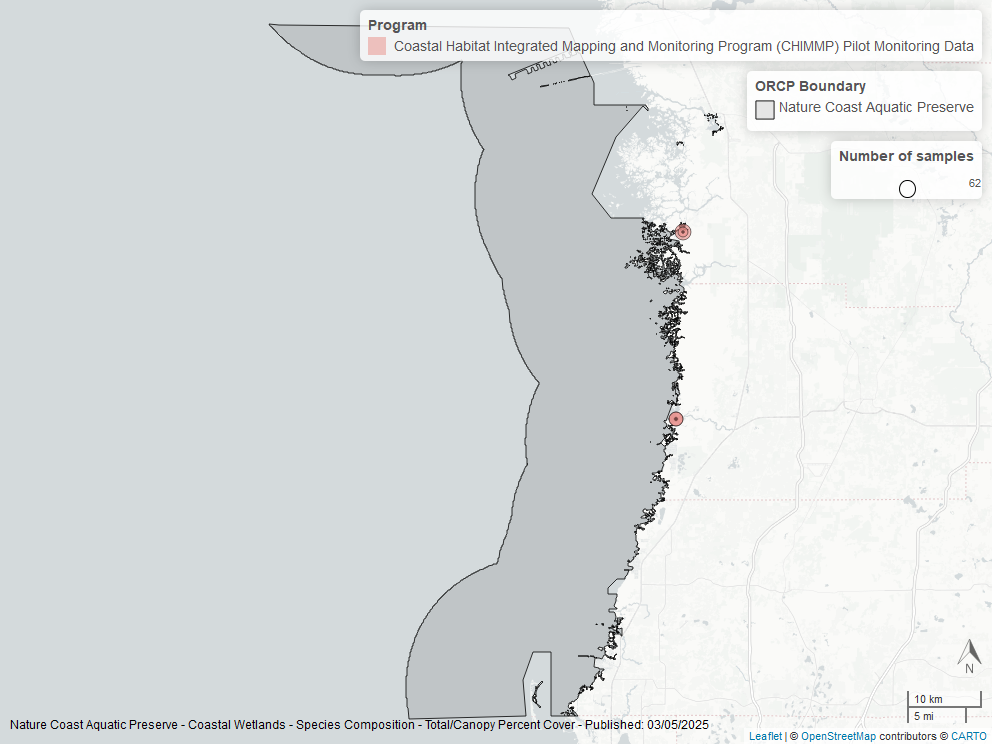 Program
Coastal Habitat Integrated Mapping and Monitoring Program (CHIMMP) Pilot Monitoring Data
ORCP Boundary
Nature Coast Aquatic Preserve
Number of samples
62
N
10 km
5 mi
Nature Coast Aquatic Preserve - Coastal Wetlands - Species Composition - Total/Canopy Percent Cover - Published: 03/05/2025
Leaflet | © OpenStreetMap contributors © CARTO